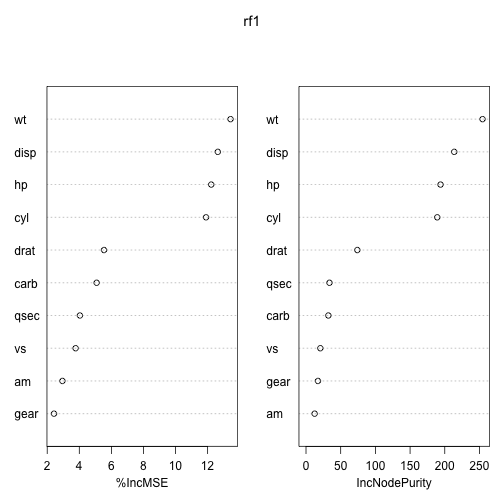 rf1
wt
disp
hp
cyl
drat
carb
qsec
vs
am
gear
2 4 6 8 10 12
%IncMSE
wt
disp
hp
cyl
drat
qsec
carb
vs
gear
am
0 50 100 150 200 250
IncNodePurity